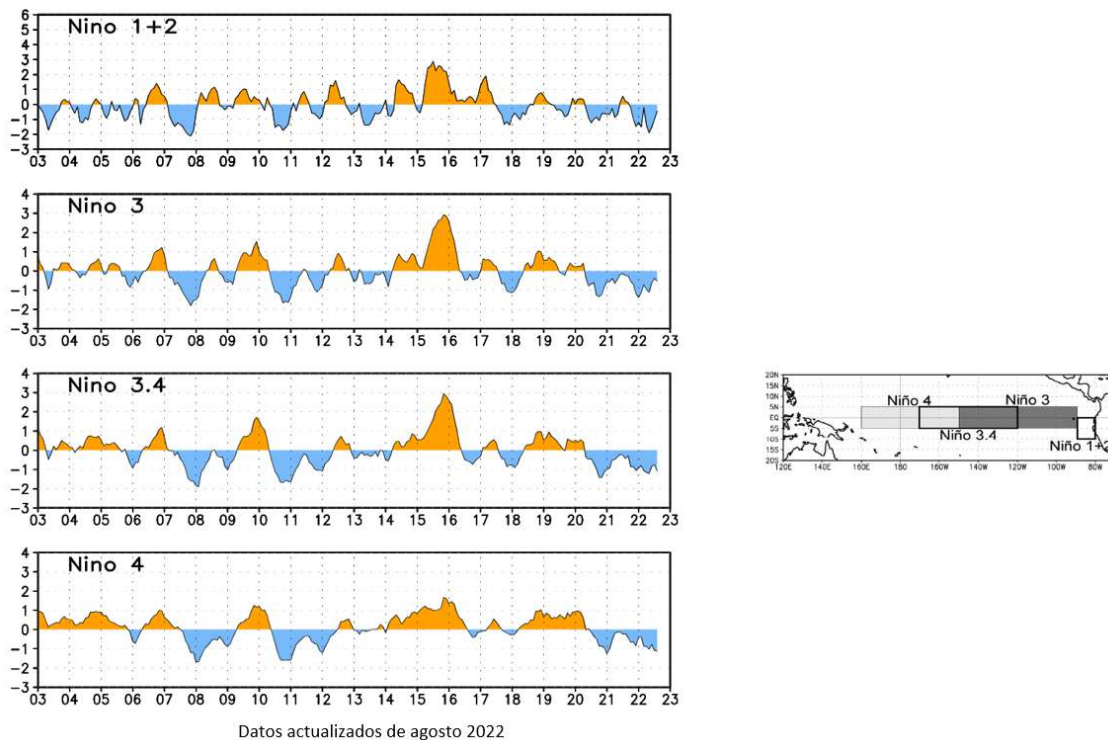 Nino 1+2
6
5
4
3
2
1
0
−1
−2
−3
03 04 05 06 07 08 09 10 11 12 13 14 15 16 17 18 19 20 21 22 23
Nino 3
4
3
2
1
0
−1
−2
−3
03 04 05 06 07 08 09 10 11 12 13 14 15 16 17 18 19 20 21 22 23
Nino 3.4
4
3
2
1
0
−1
−2
−3
03 04 05 06 07 08 09 10 11 12 13 14 15 16 17 18 19 20 21 22 23
Nino 4
4
3
2
1
0
−1
−2
−3
03 04 05 06 07 08 09 10 11 12 13 14 15 16 17 18 19 20 21 22 23
Datos actualizados de agosto 2022
20N
15N
10N
5N
EQ
5S
10S
15S
20S
Niño 4
Niño 3
Niño 3.4
Niño 1+2
120E 140E 160E 180 160W 140W 120W 100W 80W